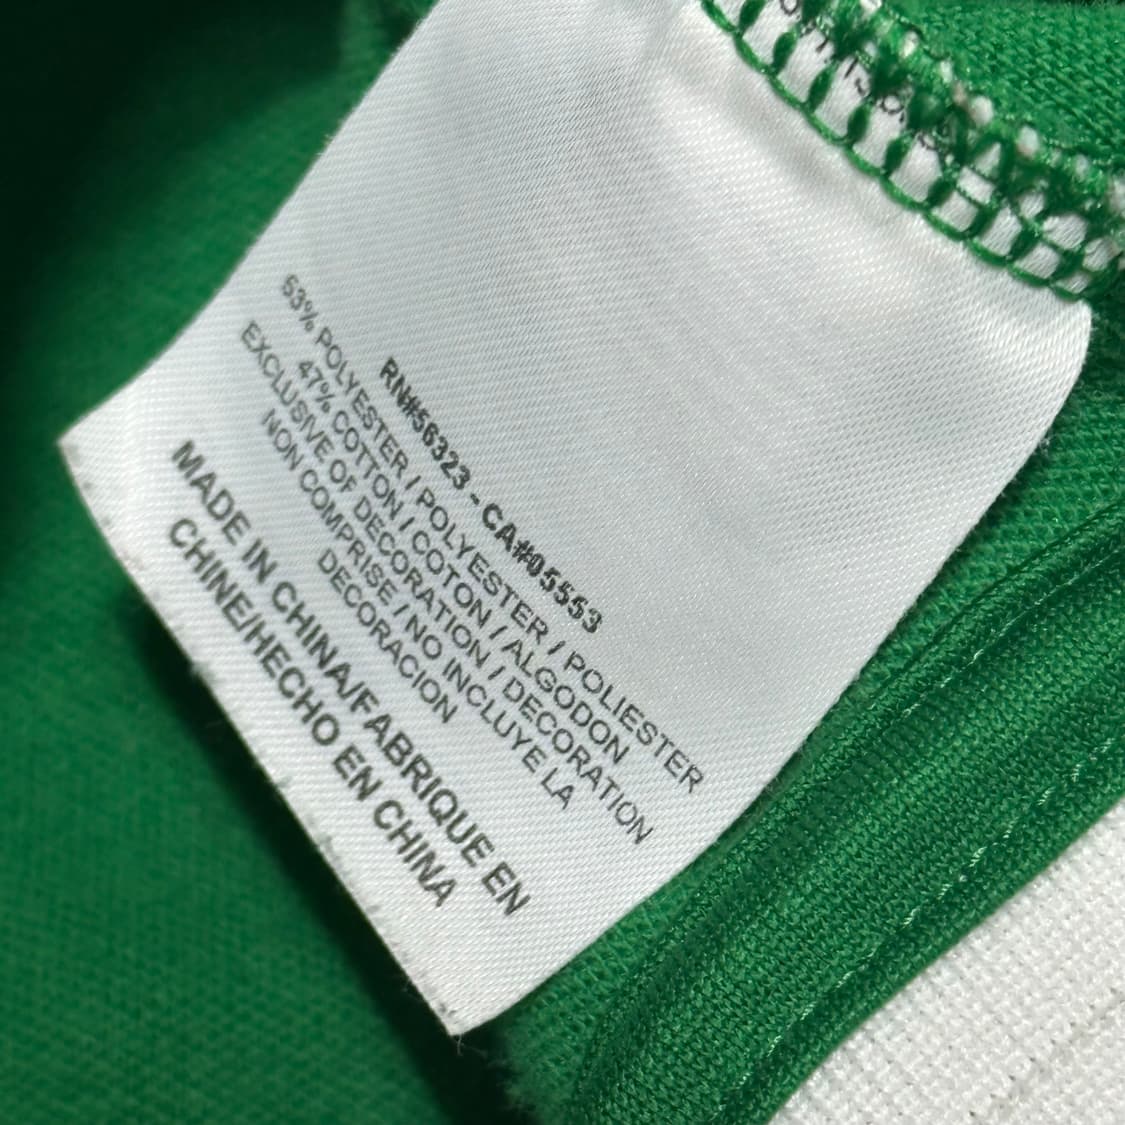 RN#56323 - CA#05553
53% POLYESTER / POLYESTER / POLIESTER
47% COTTON / COTON / ALGODON
EXCLUSIVE OF DECORATION / DECORATION
NON COMPRISE / NO INCLUYE LA
DECORACION
MADE IN CHINA/FABRIQUE EN
CHINE/HECHO EN CHINA